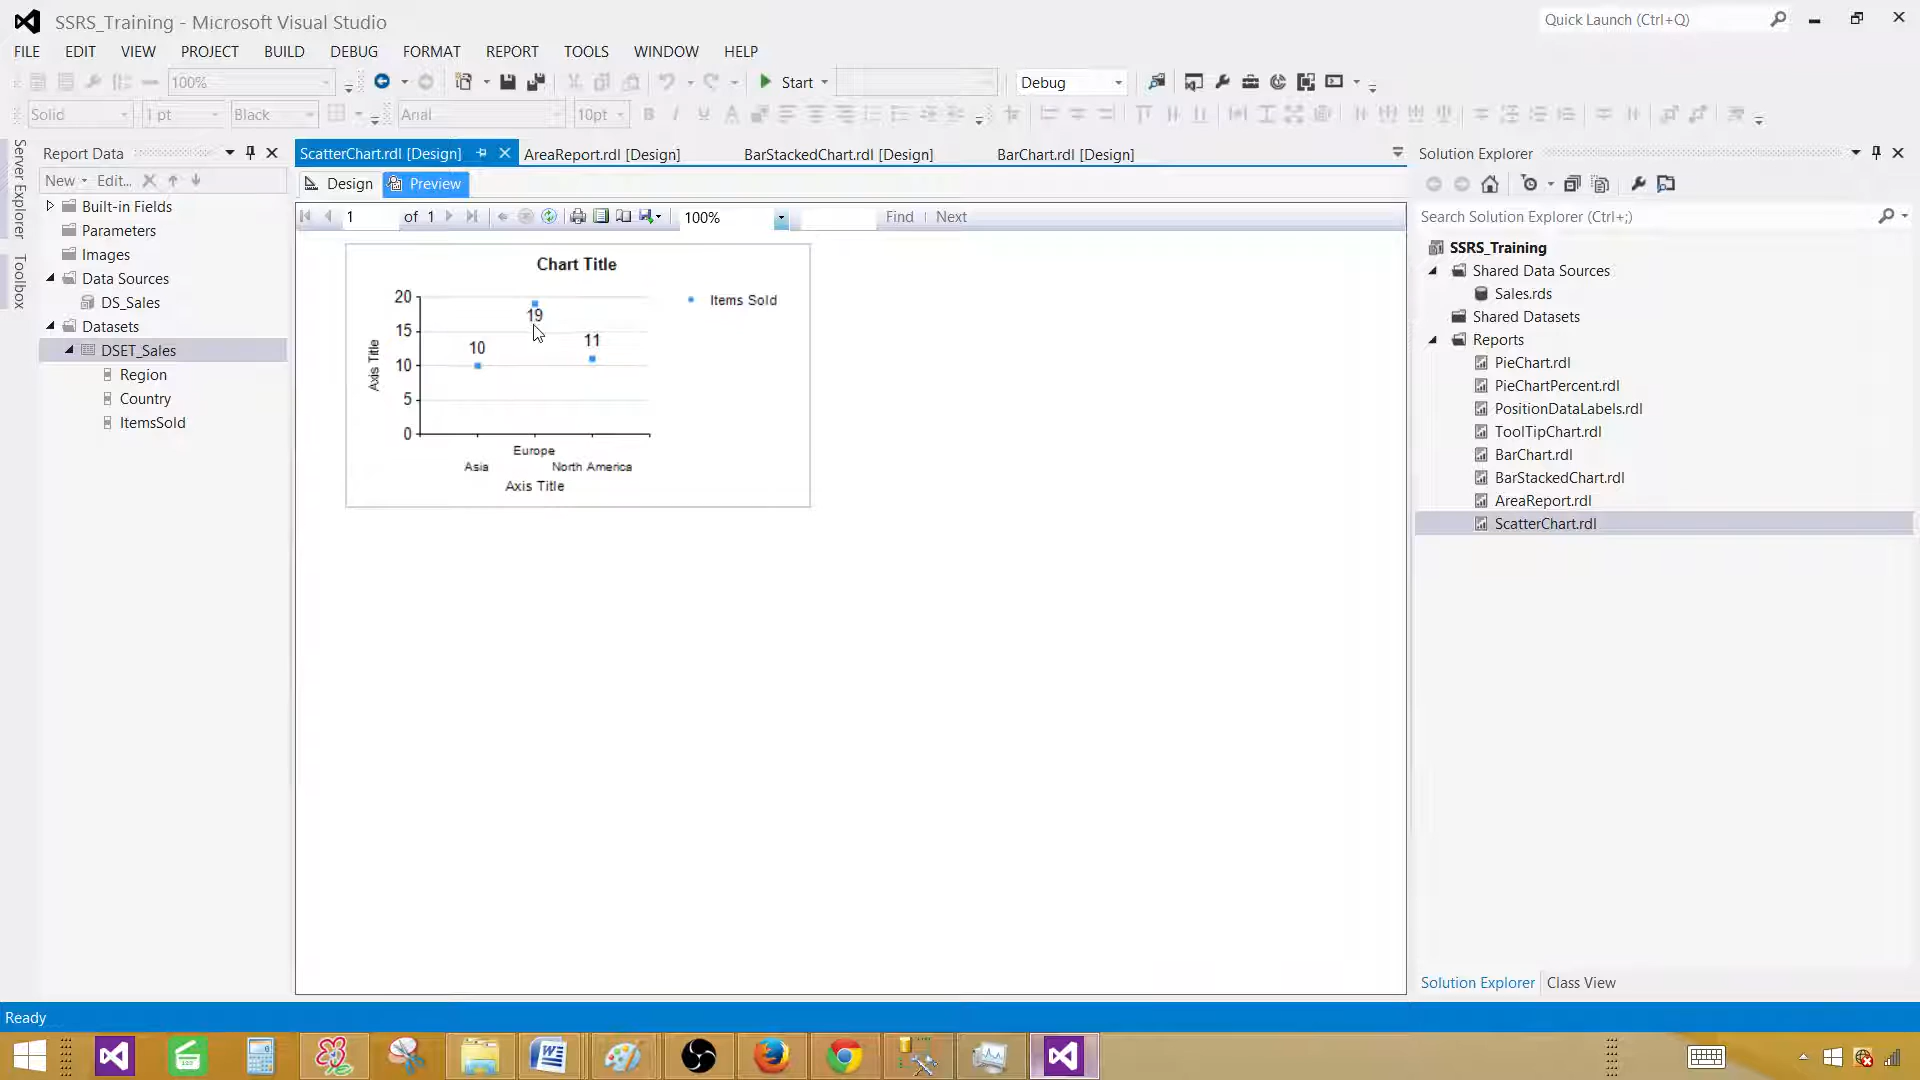 SSRS_Training - Microsoft Visual Studio
Quick Launch (Ctrl+Q)
FILE EDIT VIEW PROJECT BUILD DEBUG FORMAT REPORT TOOLS WINDOW HELP
100% Start Debug
Solid 1 pt Black Arial 10pt
Server Explorer
Toolbox
Report Data
New Edit...
Built-in Fields
Parameters
Images
Data Sources
DS_Sales
Datasets
DSET_Sales
Region
Country
ItemsSold
ScatterChart.rdl [Design] AreaReport.rdl [Design] BarStackedChart.rdl [Design] BarChart.rdl [Design]
Design Preview
1 of 1 100% Find Next
Chart Title
Axis Title
20
15
10
5
0
10
19
11
Items Sold
Europe
Asia North America
Axis Title
Solution Explorer
Search Solution Explorer (Ctrl+;)
SSRS_Training
Shared Data Sources
Sales.rds
Shared Datasets
Reports
PieChart.rdl
PieChartPercent.rdl
PositionDataLabels.rdl
ToolTipChart.rdl
BarChart.rdl
BarStackedChart.rdl
AreaReport.rdl
ScatterChart.rdl
Solution Explorer Class View
Ready